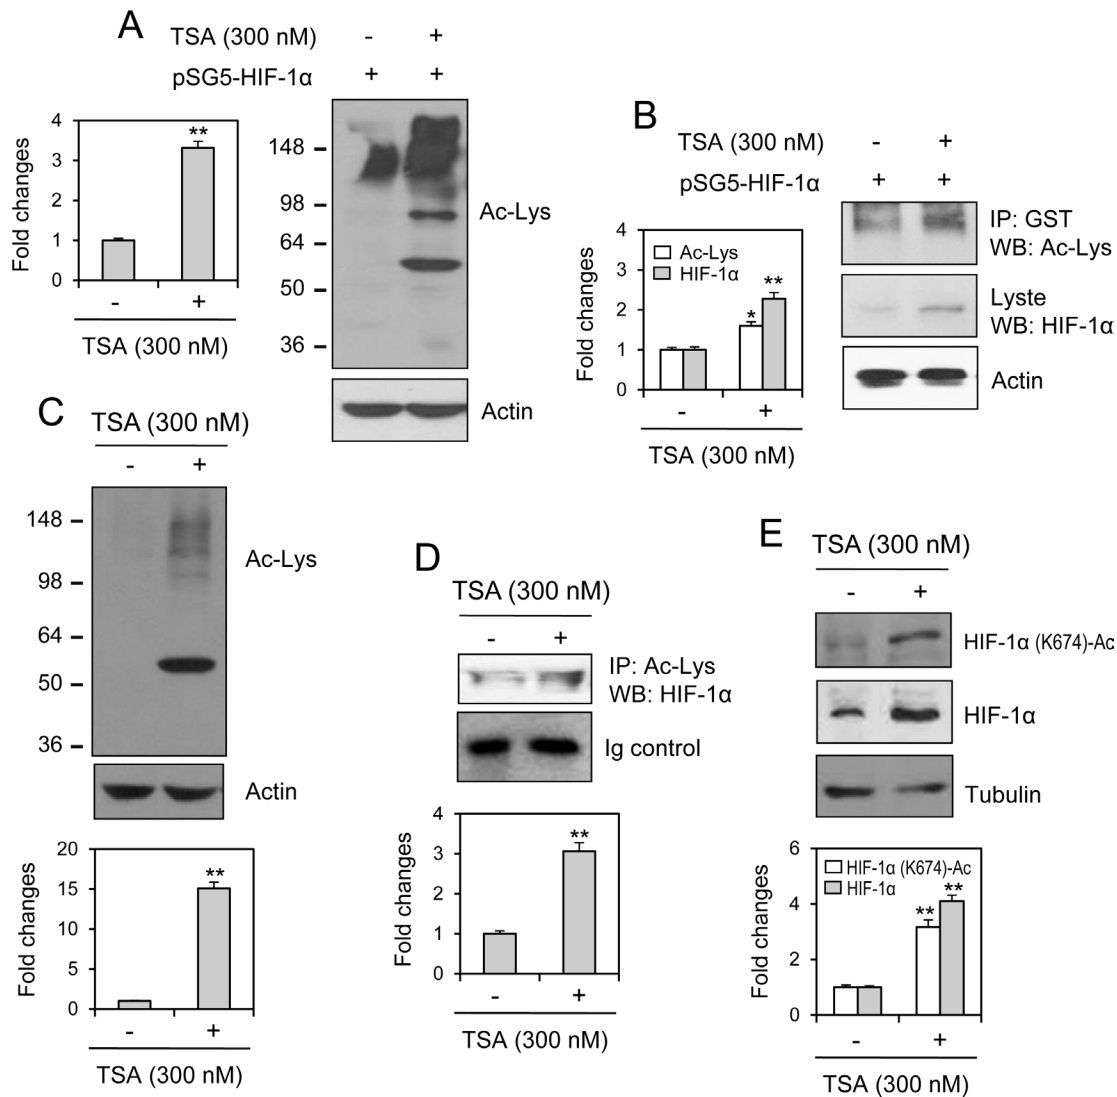 A
TSA (300 nM) - +
pSG5-HIF-1α + +
Fold changes
4
3
2
1
0
**
- +
TSA (300 nM)
148
98
64
50
36
Ac-Lys
Actin
B
TSA (300 nM) - +
pSG5-HIF-1α + +
Fold changes
4
3
2
1
0
Ac-Lys
HIF-1α
* **
- +
TSA (300 nM)
IP: GST
WB: Ac-Lys
Lyste
WB: HIF-1α
Actin
C
TSA (300 nM)
- +
148
98
64
50
36
Ac-Lys
Actin
Fold changes
20
15
10
5
0
**
- +
TSA (300 nM)
D
TSA (300 nM)
- +
IP: Ac-Lys
WB: HIF-1α
Ig control
Fold changes
4
3
2
1
0
**
- +
TSA (300 nM)
E
TSA (300 nM)
- +
HIF-1α (K674)-Ac
HIF-1α
Tubulin
Fold changes
6
4
2
0
HIF-1α (K674)-Ac
HIF-1α
** **
- +
TSA (300 nM)